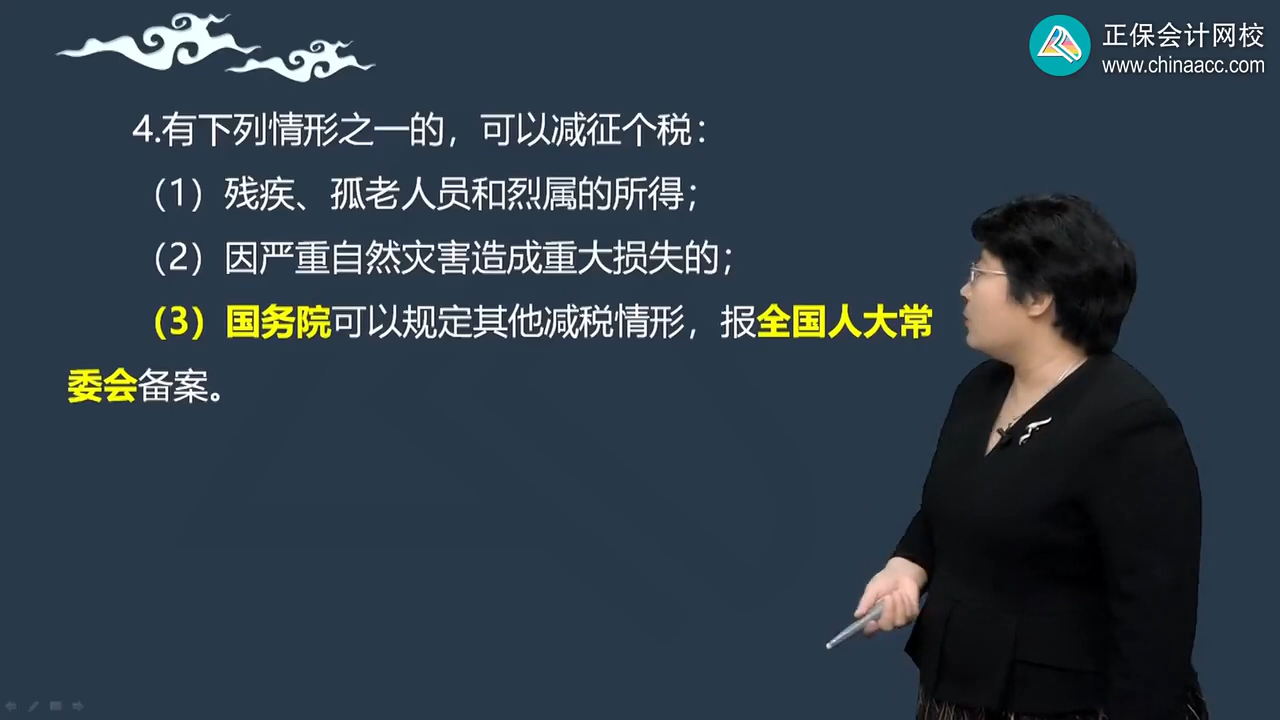 正保会计网校
www.chinaacc.com
4.有下列情形之一的，可以减征个税：
（1）残疾、孤老人员和烈属的所得；
（2）因严重自然灾害造成重大损失的；
（3）国务院可以规定其他减税情形，报全国人大常
委会备案。